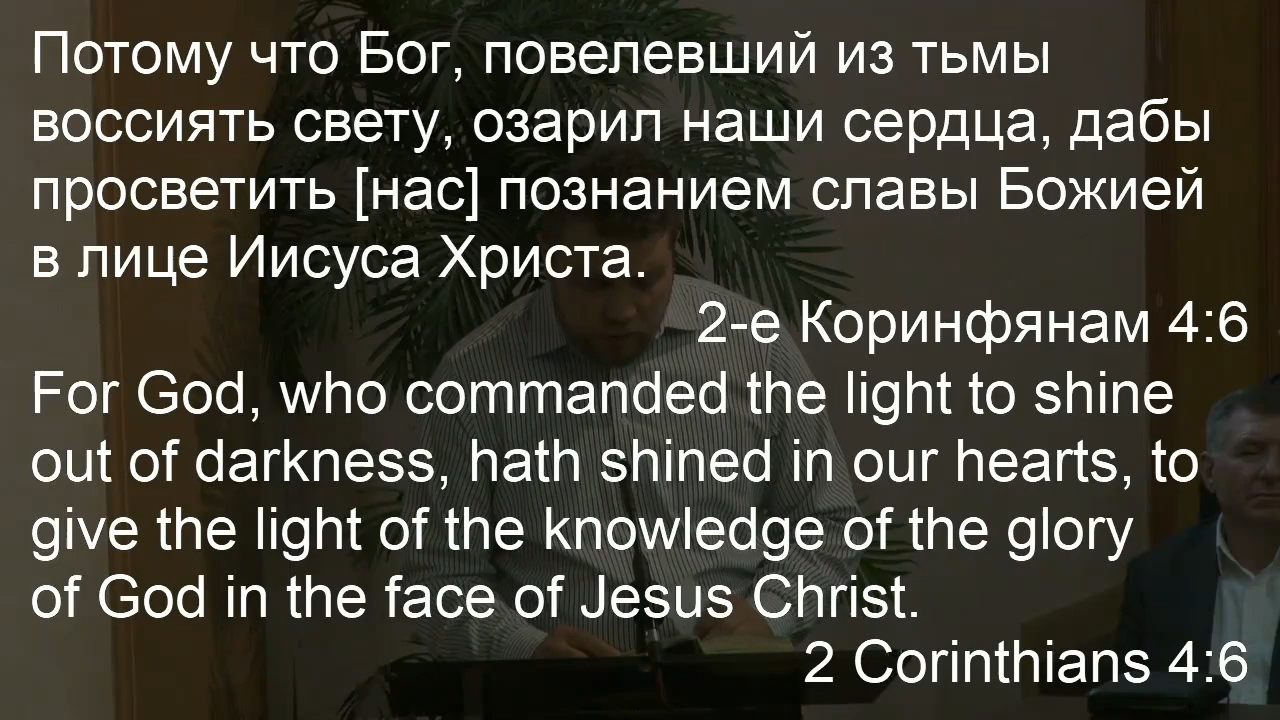 Потому что Бог, повелевший из тьмы
воссиять свету, озарил наши сердца, дабы
просветить [нас] познанием славы Божией
в лице Иисуса Христа.
2-е Коринфянам 4:6
For God, who commanded the light to shine
out of darkness, hath shined in our hearts, to
give the light of the knowledge of the glory
of God in the face of Jesus Christ.
2 Corinthians 4:6